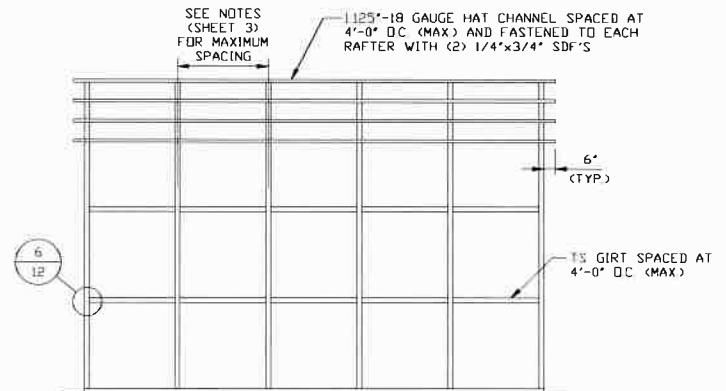 SEE NOTES
(SHEET 3)
FOR MAXIMUM
SPACING
1.125"-18 GAUGE HAT CHANNEL SPACED AT
4'-0" OC (MAX) AND FASTENED TO EACH
RAFTER WITH (2) 1/4"x3/4" SDF'S
6"
(TYP)
6
12
TS GIRT SPACED AT
4'-0" OC (MAX)